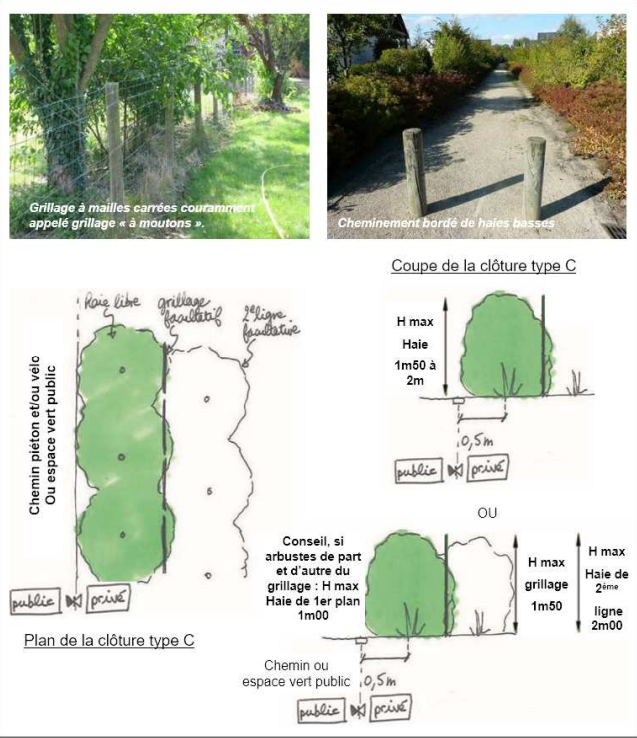 Grillage à mailles carrées couramment
appelé grillage « à moutons ».
Cheminement bordé de haies basses
Coupe de la clôture type C
Haie libre
grillage
facultatif
2e ligne
facultative
Chemin piéton et/ou vélo
Ou espace vert public
public
privé
Plan de la clôture type C
H max
Haie
1m50 à
2m
0,5m
public
privé
OU
Conseil, si
arbustes de part
et d'autre du
grillage : H max
Haie de 1er plan
1m00
H max
grillage
1m50
H max
Haie de
2ème
ligne
2m00
Chemin ou
espace vert public
0,5m
public
privé